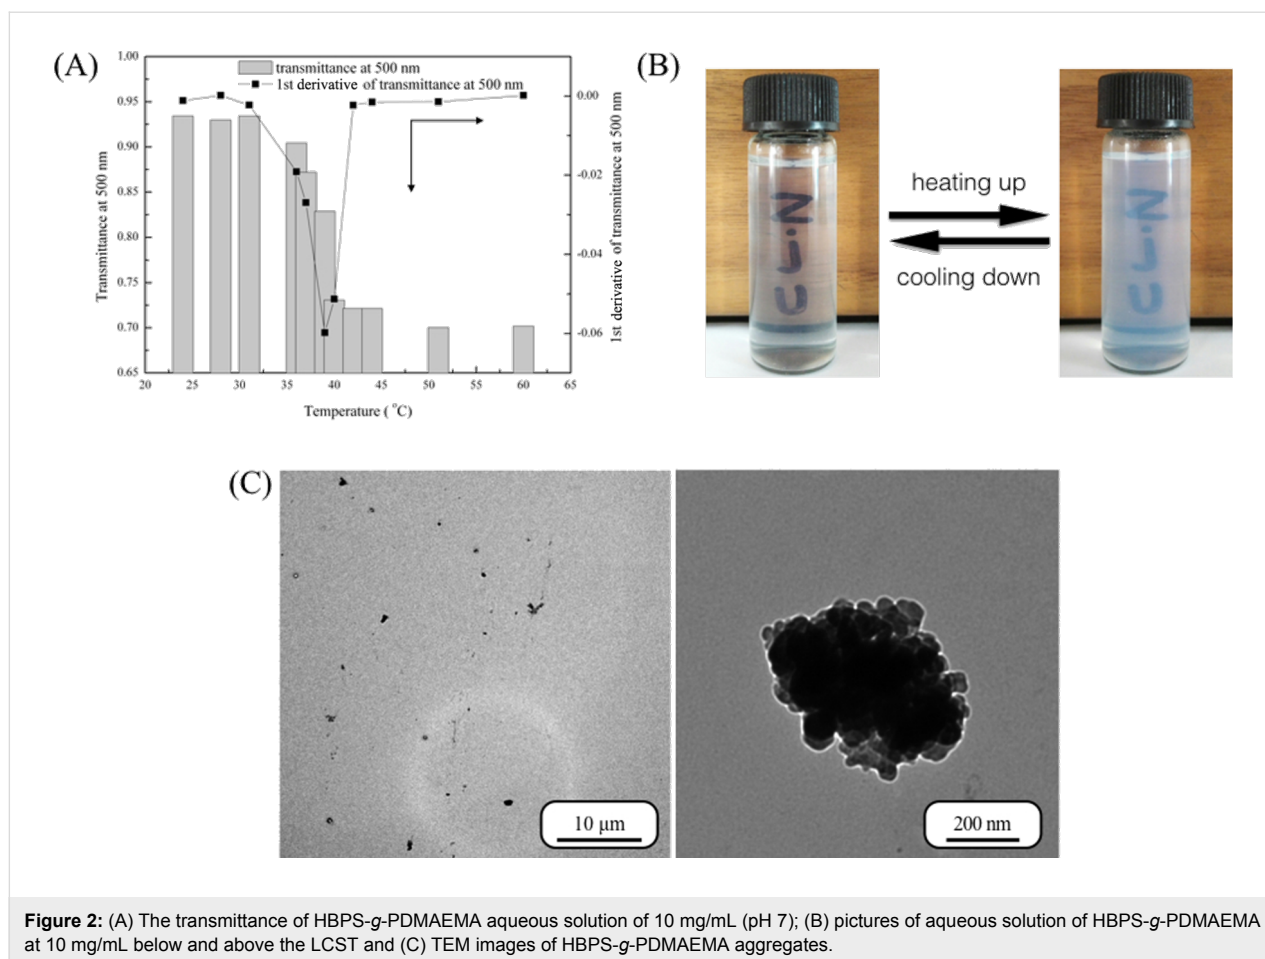 (A)
1.00
0.95
0.90
0.85
0.80
0.75
0.70
0.65
Transmittance at 500 nm
transmittance at 500 nm
1st derivative of transmittance at 500 nm
0.00
-0.02
-0.04
-0.06
1st derivative of transmittance at 500 nm
20 25 30 35 40 45 50 55 60 65
Temperature ( °C)
(B)
heating up
cooling down
(C)
10 μm
200 nm
Figure 2: (A) The transmittance of HBPS-g-PDMAEMA aqueous solution of 10 mg/mL (pH 7); (B) pictures of aqueous solution of HBPS-g-PDMAEMA
at 10 mg/mL below and above the LCST and (C) TEM images of HBPS-g-PDMAEMA aggregates.